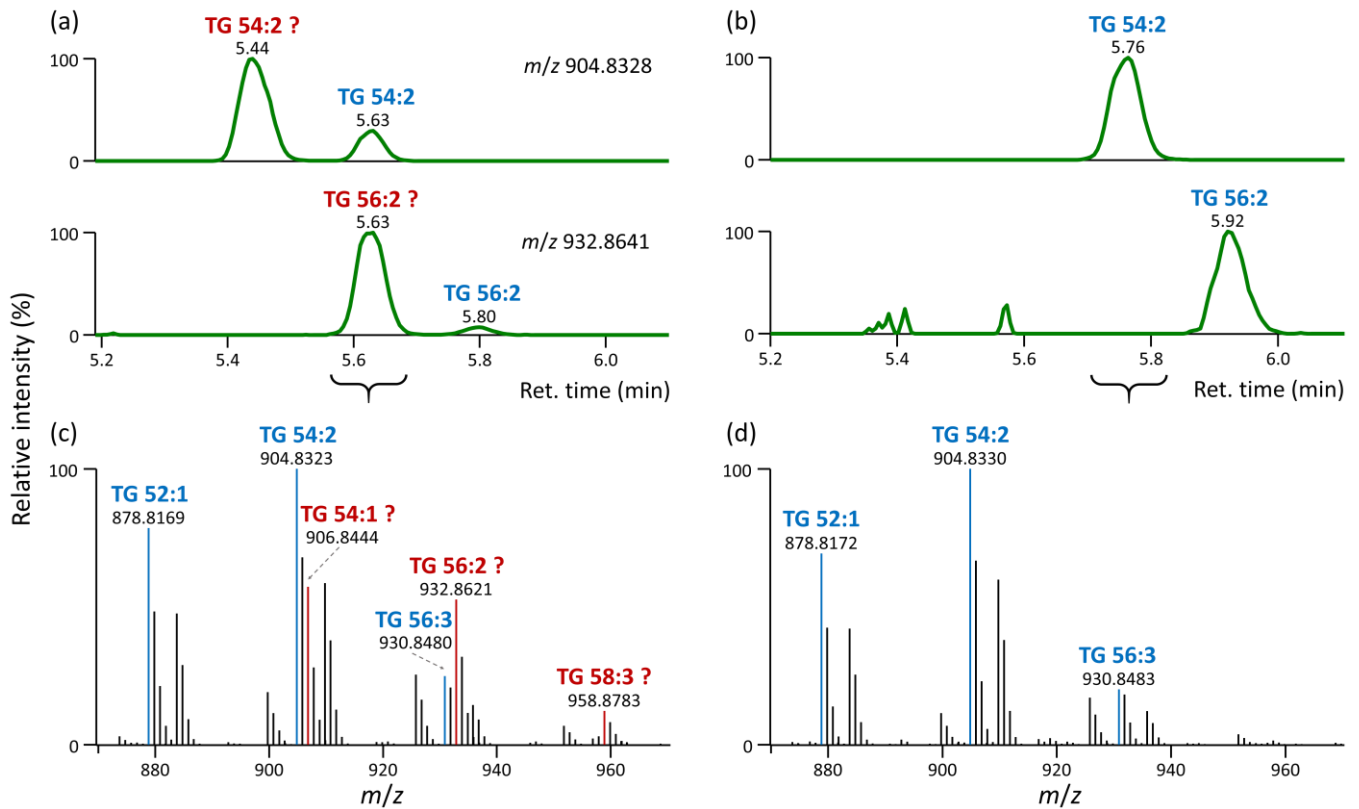 (a)
TG 54:2 ?
5.44
100
m/z 904.8328
TG 54:2
5.63
0
TG 56:2 ?
5.63
100
m/z 932.8641
TG 56:2
5.80
0
5.2 5.4 5.6 5.8 6.0
Ret. time (min)
(b)
TG 54:2
5.76
100
0
TG 56:2
5.92
100
0
5.2 5.4 5.6 5.8 6.0
Ret. time (min)
Relative intensity (%)
(c)
TG 54:2
904.8323
100
TG 52:1
878.8169
TG 54:1 ?
906.8444
TG 56:2 ?
932.8621
TG 56:3
930.8480
TG 58:3 ?
958.8783
0
880 900 920 940 960
m/z
(d)
TG 54:2
904.8330
100
TG 52:1
878.8172
TG 56:3
930.8483
0
880 900 920 940 960
m/z